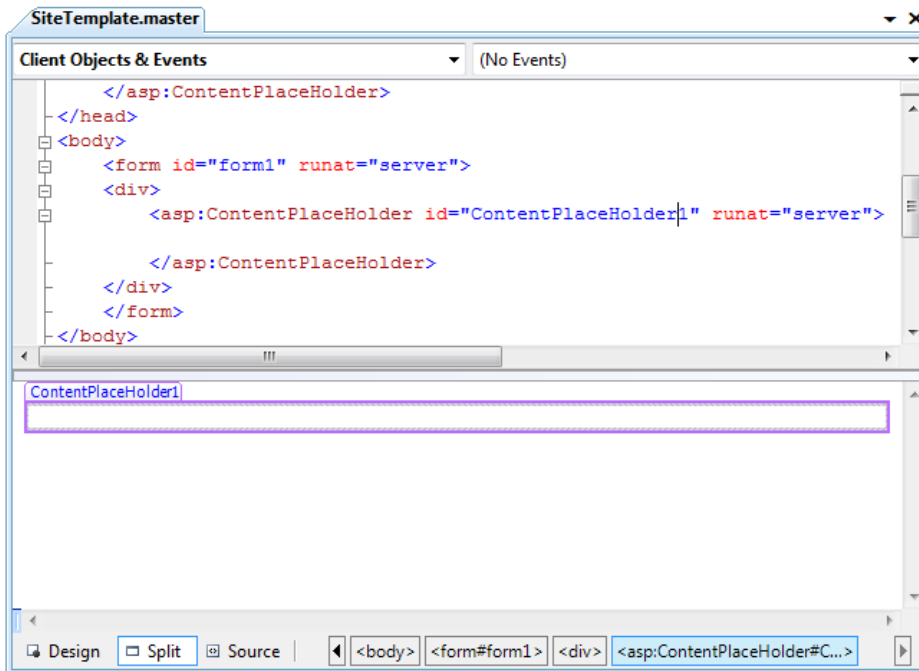 SiteTemplate.master
Client Objects & Events (No Events)
</asp:ContentPlaceHolder>
</head>
<body>
<form id="form1" runat="server">
<div>
<asp:ContentPlaceHolder id="ContentPlaceHolder1" runat="server">
</asp:ContentPlaceHolder>
</div>
</form>
</body>
ContentPlaceHolder1
Design Split Source <body> <form#form1> <div> <asp:ContentPlaceHolder#C...>